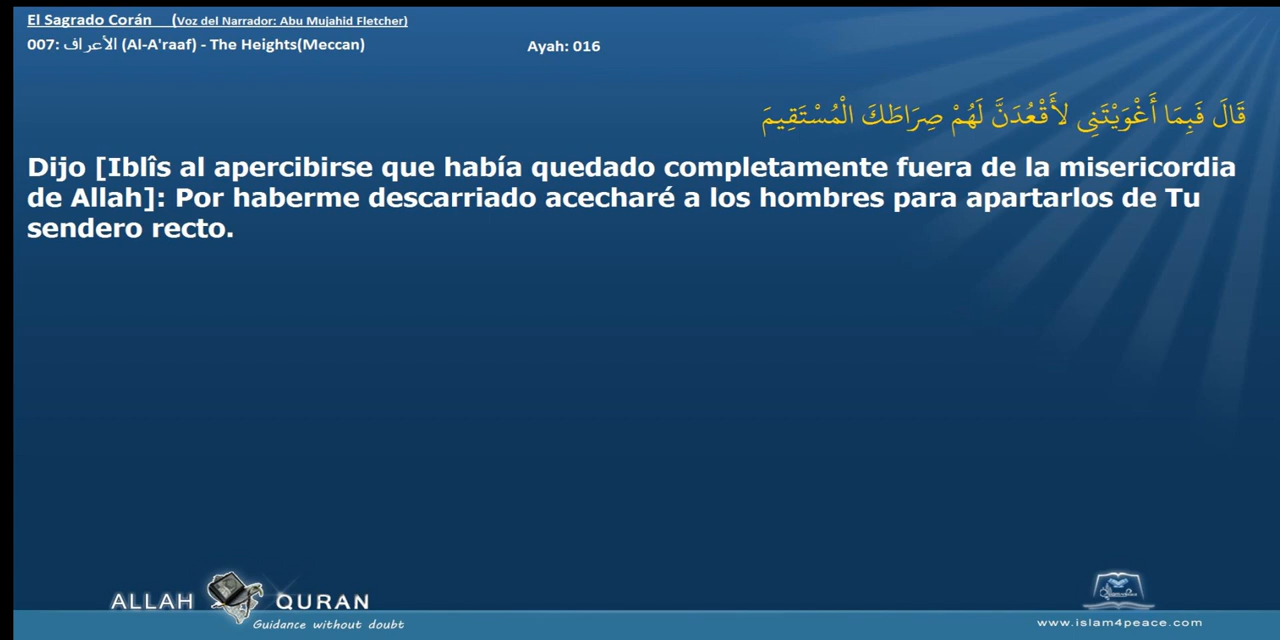 El Sagrado Corán (Voz del Narrador: Abu Mujahid Fletcher)
007: الأعراف (Al-A'raaf) - The Heights(Meccan) Ayah: 016
قَالَ فَبِمَا أَغْوَيْتَنِى لأَقْعُدَنَّ لَهُمْ صِرَاطَكَ الْمُسْتَقِيمَ
Dijo [Iblîs al apercibirse que había quedado completamente fuera de la misericordia
de Allah]: Por haberme descarriado acecharé a los hombres para apartarlos de Tu
sendero recto.
ALLAH QURAN
Guidance without doubt
www.islam4peace.com